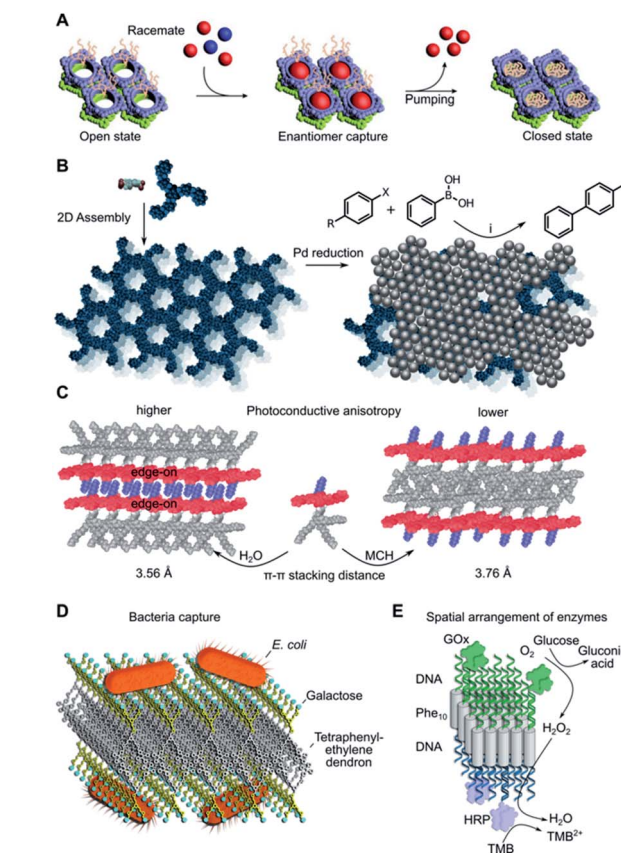 A
Racemate
Pumping
Open state
Enantiomer capture
Closed state
B
2D Assembly
X
R
+
OH
B
OH
i
Pd reduction
C
higher
Photoconductive anisotropy
lower
edge-on
edge-on
H₂O
MCH
3.56 Å
π-π stacking distance
3.76 Å
D
Bacteria capture
E. coli
Galactose
Tetraphenyl-
ethylene
dendron
E
Spatial arrangement of enzymes
GOx
Glucose
O₂
Gluconic
acid
DNA
Phe₁₀
H₂O₂
DNA
HRP
H₂O
TMB²⁺
TMB